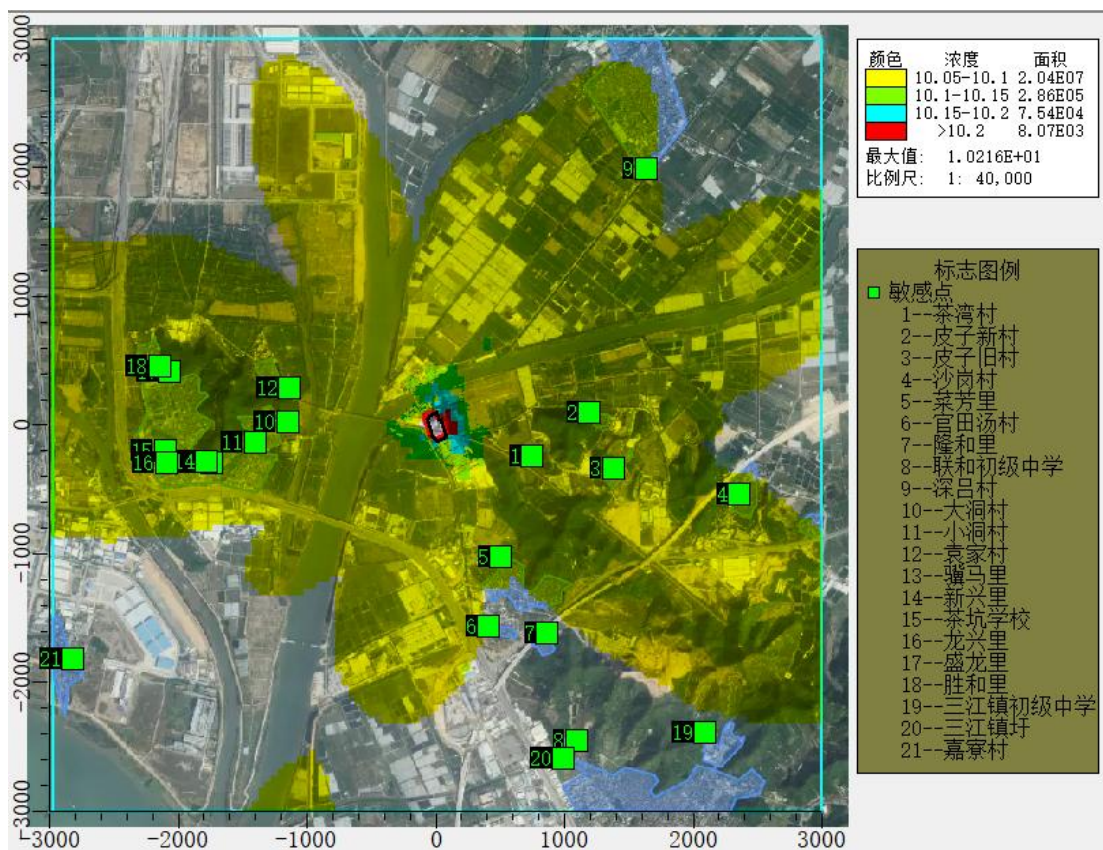 颜色 浓度 面积
10.05-10.1 2.04E07
10.1-10.15 2.86E05
10.15-10.2 7.54E04
>10.2 8.07E03
最大值: 1.0216E+01
比例尺: 1: 40,000
标志图例
敏感点
1--茶湾村
2--皮子新村
3--皮子旧村
4--沙岗村
5--菜芳里
6--官田汤村
7--隆和里
8--联和初级中学
9--深吕村
10--大洞村
11--小洞村
12--袁家村
13--骥马里
14--新兴里
15--茶坑学校
16--龙兴里
17--盛龙里
18--胜和里
19--三江镇初级中学
20--三江镇圩
21--嘉寮村
3000
2000
1000
0
-1000
-2000
-3000
-3000 -2000 -1000 0 1000 2000 3000
9
18
12
10
2
11
15
16
14
1
3
4
5
6
7
21
8
19
20